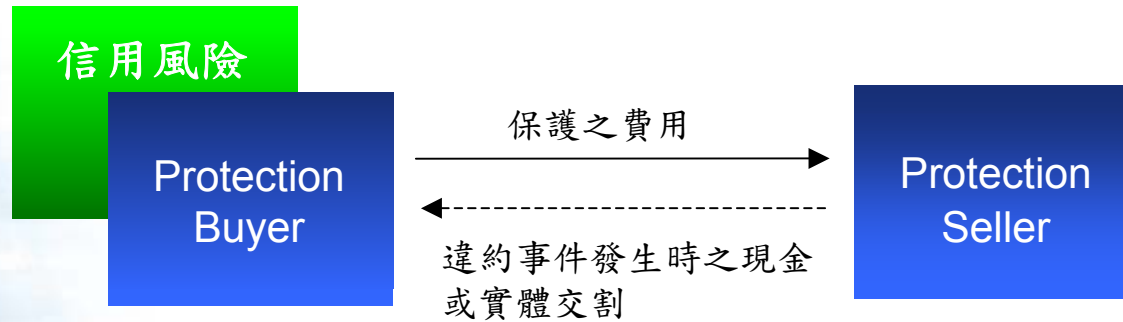 信用風險
Protection
Buyer
保護之費用
違約事件發生時之現金
或實體交割
Protection
Seller